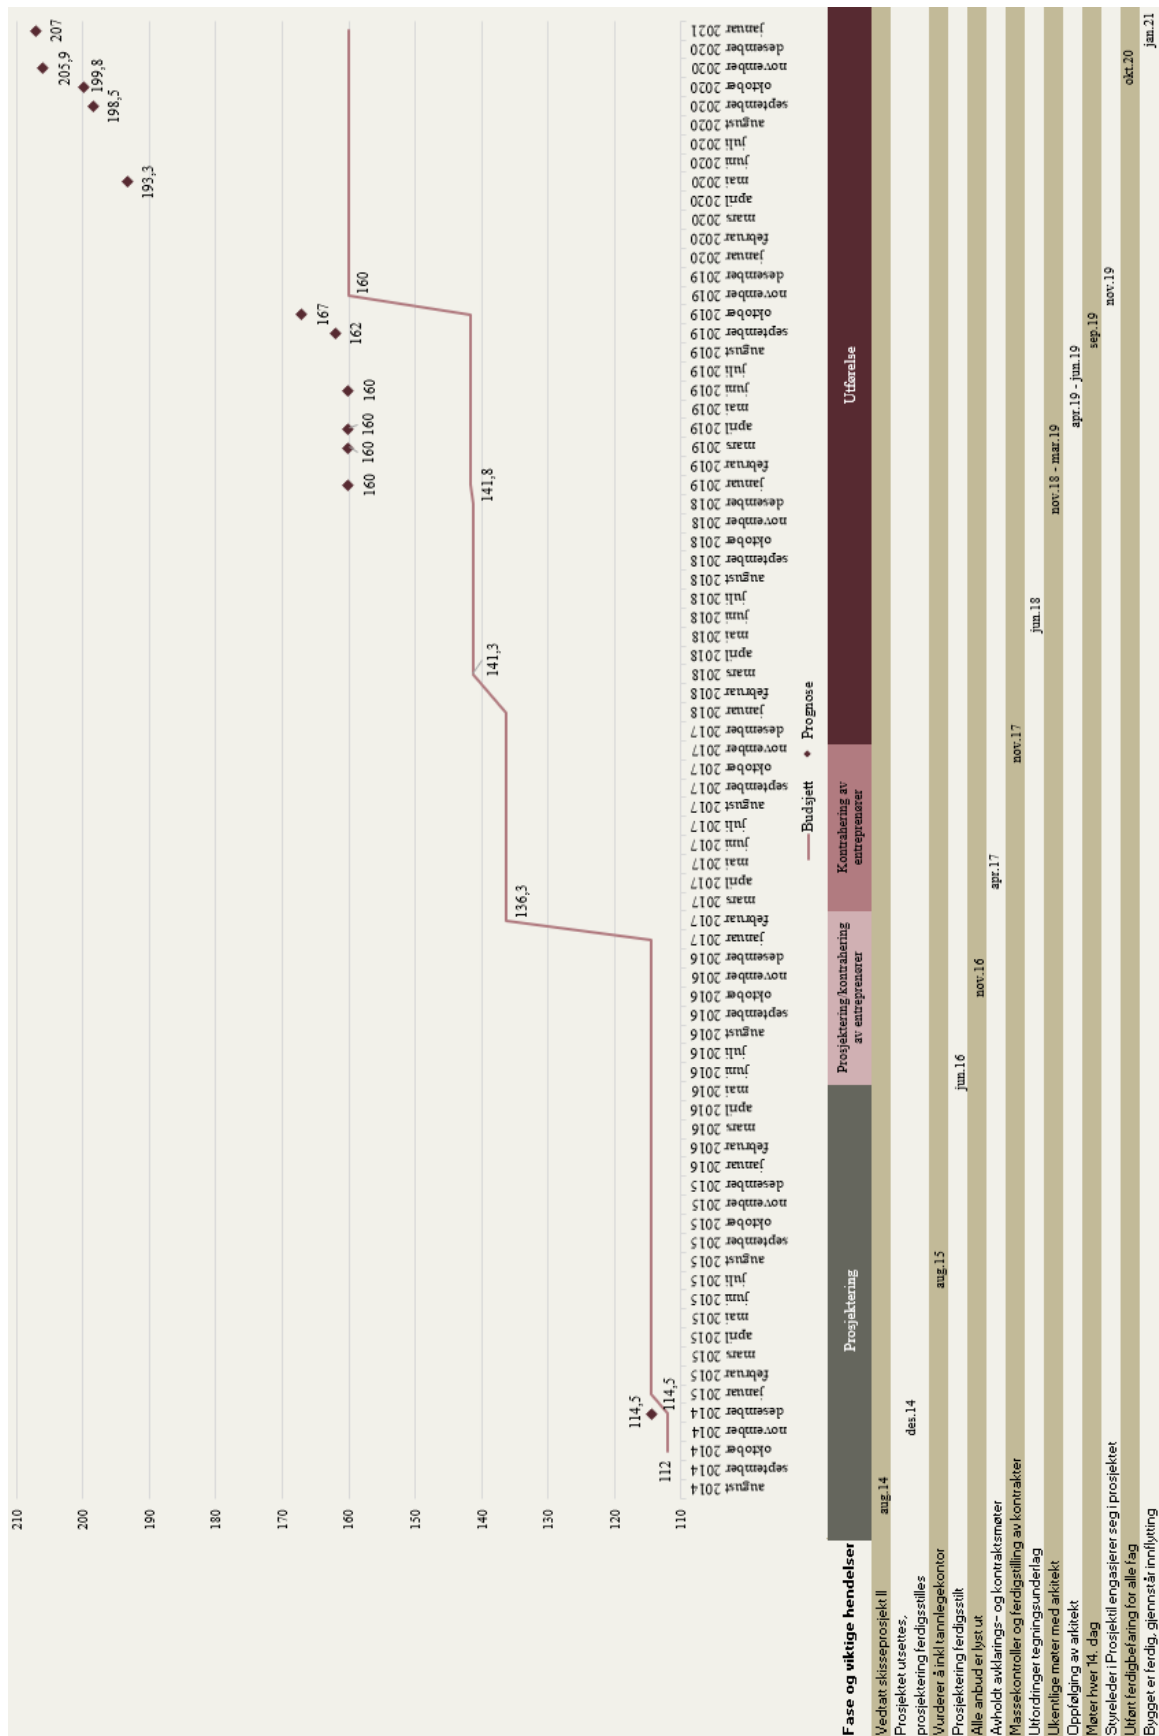 210
200
190
180
170
160
150
140
130
120
110
112
114,5
114,5
136,3
141,3
141,8
160
160
160
160
162
167
160
193,3
198,5
199,8
205,9
207
august 2014
september 2014
oktober 2014
november 2014
desember 2014
januar 2015
februar 2015
mars 2015
april 2015
mai 2015
juni 2015
juli 2015
august 2015
september 2015
oktober 2015
november 2015
desember 2015
januar 2016
februar 2016
mars 2016
april 2016
mai 2016
juni 2016
juli 2016
august 2016
september 2016
oktober 2016
november 2016
desember 2016
januar 2017
februar 2017
mars 2017
april 2017
mai 2017
juni 2017
juli 2017
august 2017
september 2017
oktober 2017
november 2017
desember 2017
januar 2018
februar 2018
mars 2018
april 2018
mai 2018
juni 2018
juli 2018
august 2018
september 2018
oktober 2018
november 2018
desember 2018
januar 2019
februar 2019
mars 2019
april 2019
mai 2019
juni 2019
juli 2019
august 2019
september 2019
oktober 2019
november 2019
desember 2019
januar 2020
februar 2020
mars 2020
april 2020
mai 2020
juni 2020
juli 2020
august 2020
september 2020
oktober 2020
november 2020
desember 2020
januar 2021
Budsjett
Prognose
Fase og viktige hendelser
Prosjektering
Prosjektering/kontrahering
av entreprenører
Kontrahering av
entreprenører
Utførelse
Vedtatt skisseprosjekt II
aug.14
Prosjektet utsettes,
prosjektering ferdigsstilles
des.14
Vurderer å inkl tannlegekontor
aug.15
Prosjektering ferdigsstilt
jun.16
Alle anbud er lyst ut
nov.16
Avholdt avklarings- og kontraktsmøter
apr.17
Massekontroller og ferdigstilling av kontrakter
nov.17
Utfordringer tegningsunderlag
jun.18
Ukentlige møter med arkitekt
nov.18 - mar.19
Oppfølging av arkitekt
apr.19 - jun.19
Møter hver 14. dag
sep.19
Styreleder i Prosjektil engasjerer seg i prosjektet
nov.19
Utført ferdigbefaring for alle fag
okt.20
Bygget er ferdig, gjennstår innflytting
jan.21